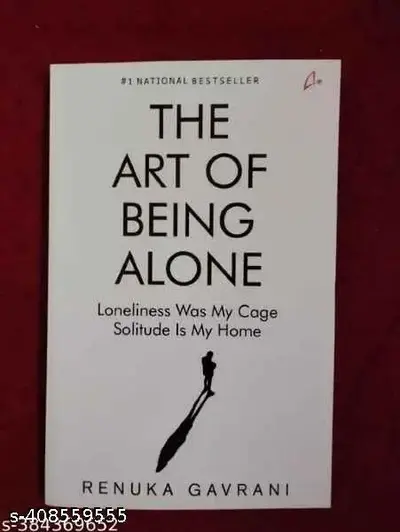 #1 NATIONAL BESTSELLER
THE
ART OF
BEING
ALONE
Loneliness Was My Cage
Solitude Is My Home
RENUKA GAVRANI
s-408559555
s-384369652